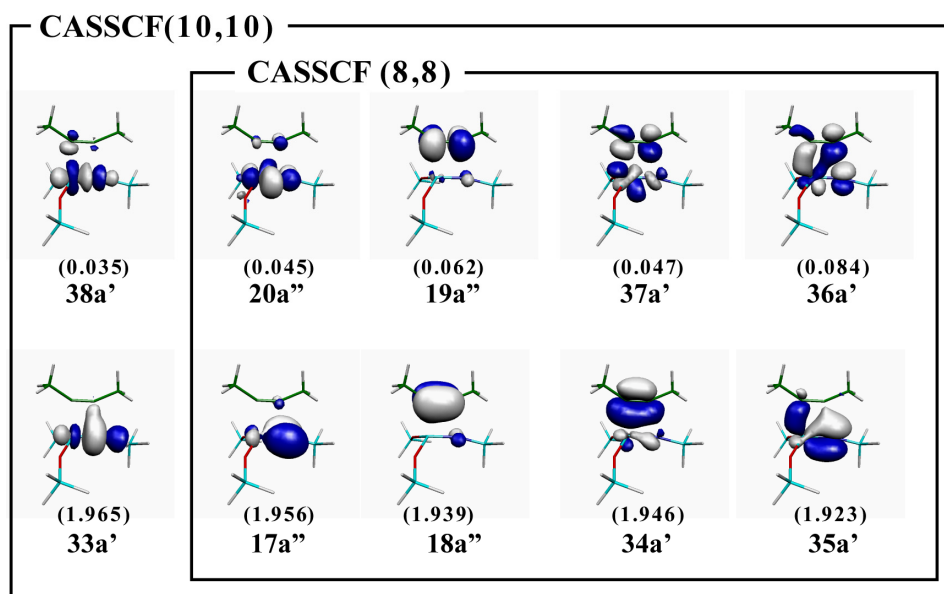 CASSCF(10,10)
CASSCF (8,8)
(0.035) (0.045) (0.062) (0.047) (0.084)
38a’ 20a” 19a” 37a’ 36a’
(1.965) (1.956) (1.939) (1.946) (1.923)
33a’ 17a” 18a” 34a’ 35a’